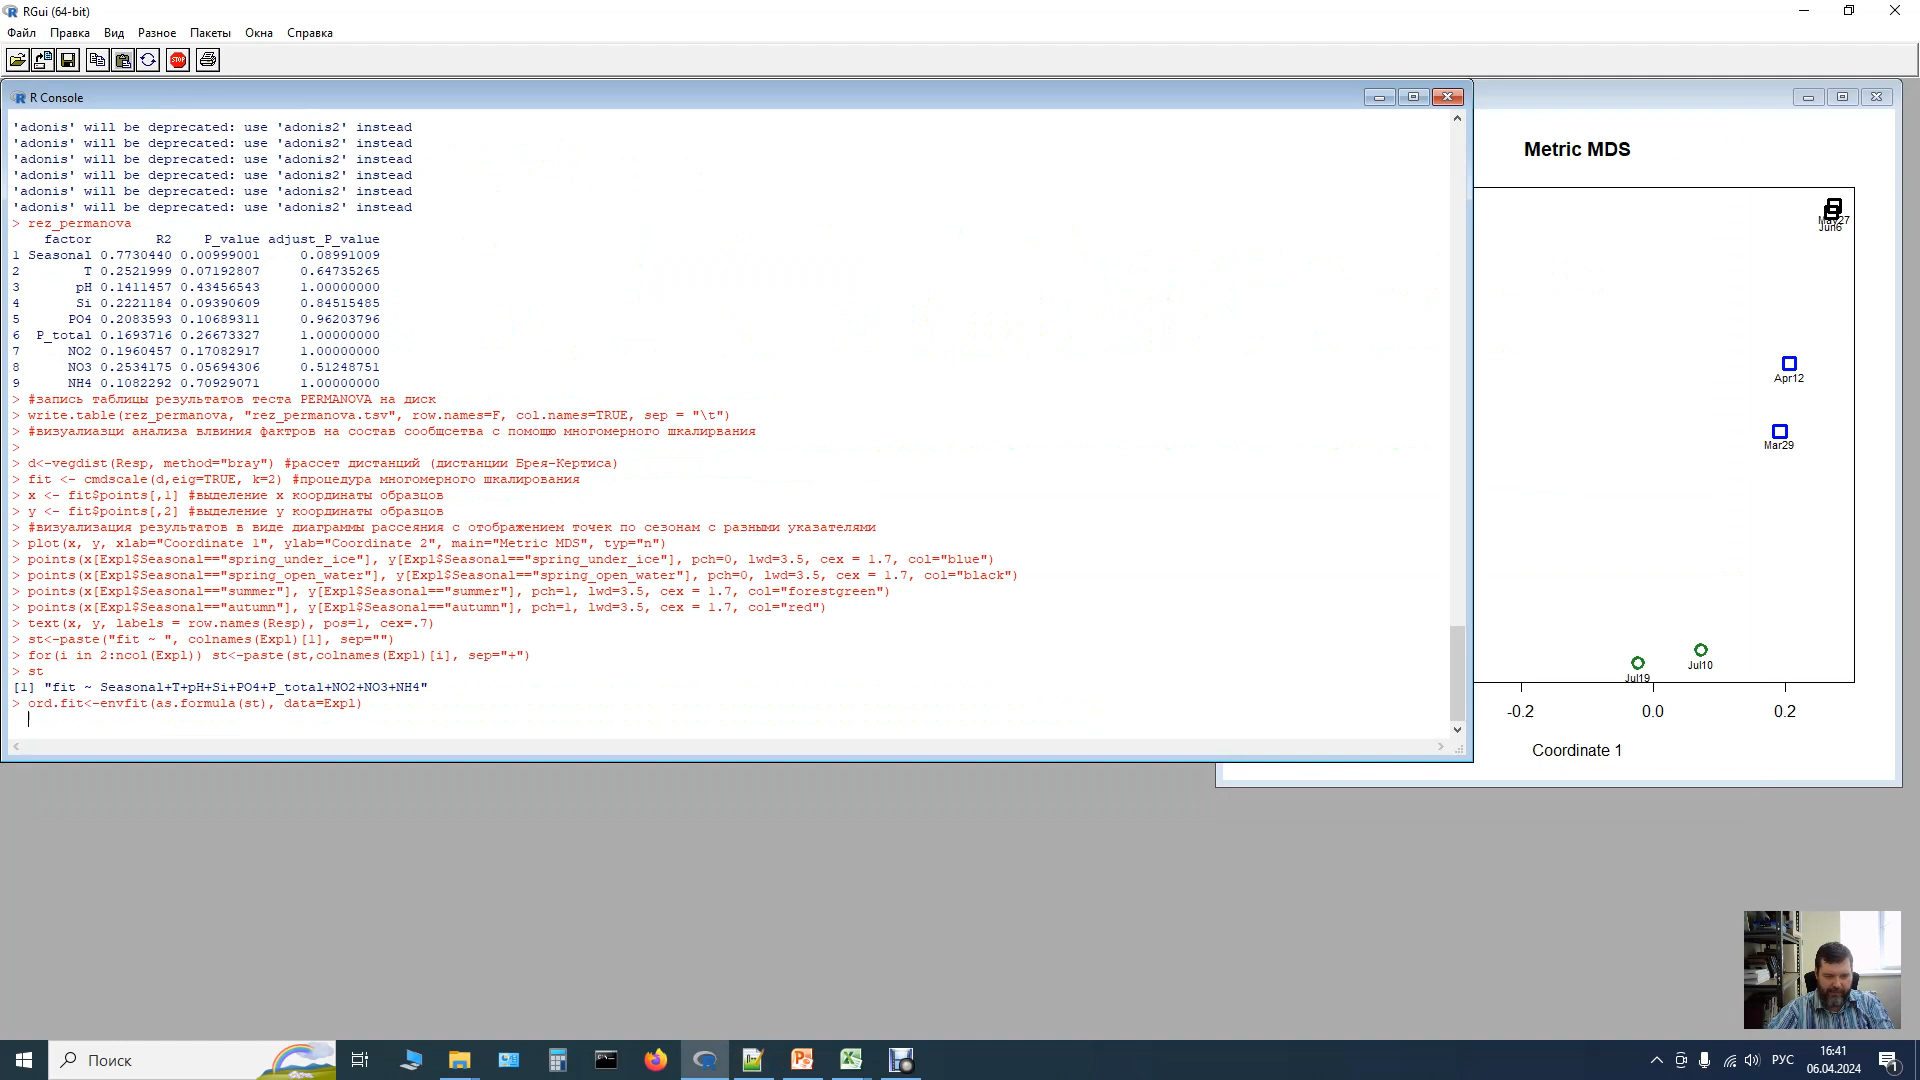 RGui (64-bit)
Файл Правка Вид Разное Пакеты Окна Справка
STOP
R Console
'adonis' will be deprecated: use 'adonis2' instead
'adonis' will be deprecated: use 'adonis2' instead
'adonis' will be deprecated: use 'adonis2' instead
'adonis' will be deprecated: use 'adonis2' instead
'adonis' will be deprecated: use 'adonis2' instead
'adonis' will be deprecated: use 'adonis2' instead
> rez_permanova
factor R2 P_value adjust_P_value
1 Seasonal 0.7730440 0.00999001 0.08991009
2 T 0.2521999 0.07192807 0.64735265
3 pH 0.1411457 0.43456543 1.00000000
4 Si 0.2221184 0.09390609 0.84515485
5 PO4 0.2083593 0.10689311 0.96203796
6 P_total 0.1693716 0.26673327 1.00000000
7 NO2 0.1960457 0.17082917 1.00000000
8 NO3 0.2534175 0.05694306 0.51248751
9 NH4 0.1082292 0.70929071 1.00000000
> #запись таблицы результатов теста PERMANOVA на диск
> write.table(rez_permanova, "rez_permanova.tsv", row.names=F, col.names=TRUE, sep = "\t")
> #визуалиазци анализа влвиния фактров на состав сообщсетва с помощю многомерного шкалирвания
>
> d<-vegdist(Resp, method="bray") #рассет дистанций (дистанции Брея-Кертиса)
> fit <- cmdscale(d,eig=TRUE, k=2) #процедура многомерного шкалирования
> x <- fit$points[,1] #выделение x координаты образцов
> y <- fit$points[,2] #выделение y координаты образцов
> #визуализация результатов в виде диаграммы рассеяния с отображением точек по сезонам с разными указателями
> plot(x, y, xlab="Coordinate 1", ylab="Coordinate 2", main="Metric MDS", typ="n")
> points(x[Expl$Seasonal=="spring_under_ice"], y[Expl$Seasonal=="spring_under_ice"], pch=0, lwd=3.5, cex = 1.7, col="blue")
> points(x[Expl$Seasonal=="spring_open_water"], y[Expl$Seasonal=="spring_open_water"], pch=0, lwd=3.5, cex = 1.7, col="black")
> points(x[Expl$Seasonal=="summer"], y[Expl$Seasonal=="summer"], pch=1, lwd=3.5, cex = 1.7, col="forestgreen")
> points(x[Expl$Seasonal=="autumn"], y[Expl$Seasonal=="autumn"], pch=1, lwd=3.5, cex = 1.7, col="red")
> text(x, y, labels = row.names(Resp), pos=1, cex=.7)
> st<-paste("fit ~ ", colnames(Expl)[1], sep="")
> for(i in 2:ncol(Expl)) st<-paste(st,colnames(Expl)[i], sep="+")
> st
[1] "fit ~ Seasonal+T+pH+Si+PO4+P_total+NO2+NO3+NH4"
> ord.fit<-envfit(as.formula(st), data=Expl)
Metric MDS
May27
Jun6
Apr12
Mar29
Jul10
Jul19
-0.2 0.0 0.2
Coordinate 1
Поиск
РУС
16:41
06.04.2024
1